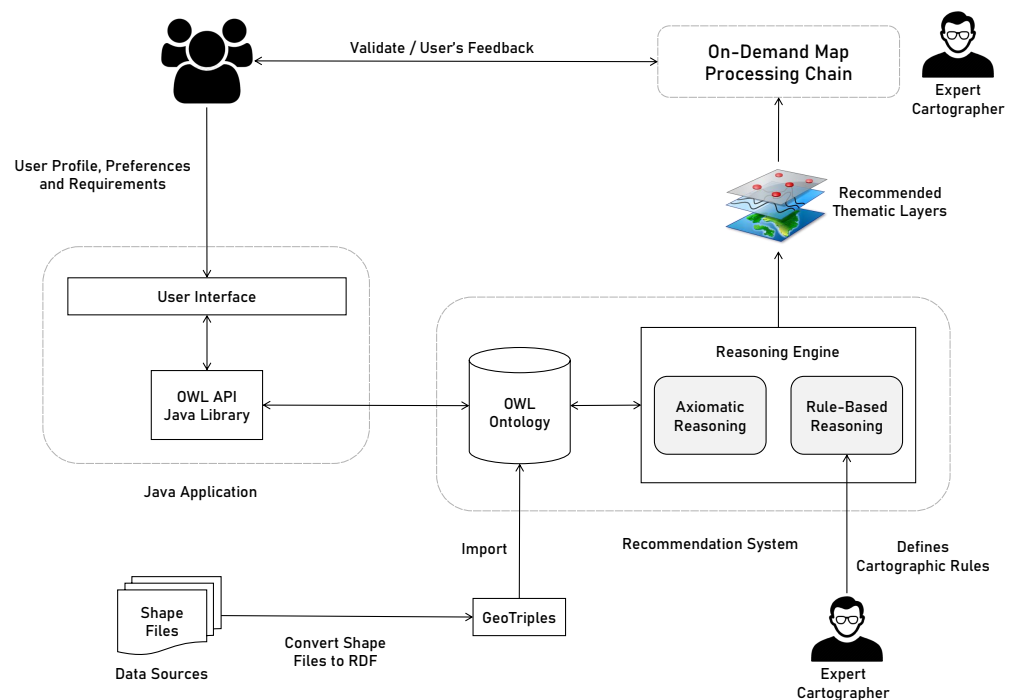 Validate / User's Feedback
On-Demand Map
Processing Chain
Expert
Cartographer
User Profile, Preferences
and Requirements
Recommended
Thematic Layers
User Interface
OWL API
Java Library
Java Application
OWL
Ontology
Reasoning Engine
Axiomatic
Reasoning
Rule-Based
Reasoning
Recommendation System
Import
Defines
Cartographic Rules
Shape
Files
Data Sources
Convert Shape
Files to RDF
GeoTriples
Expert
Cartographer